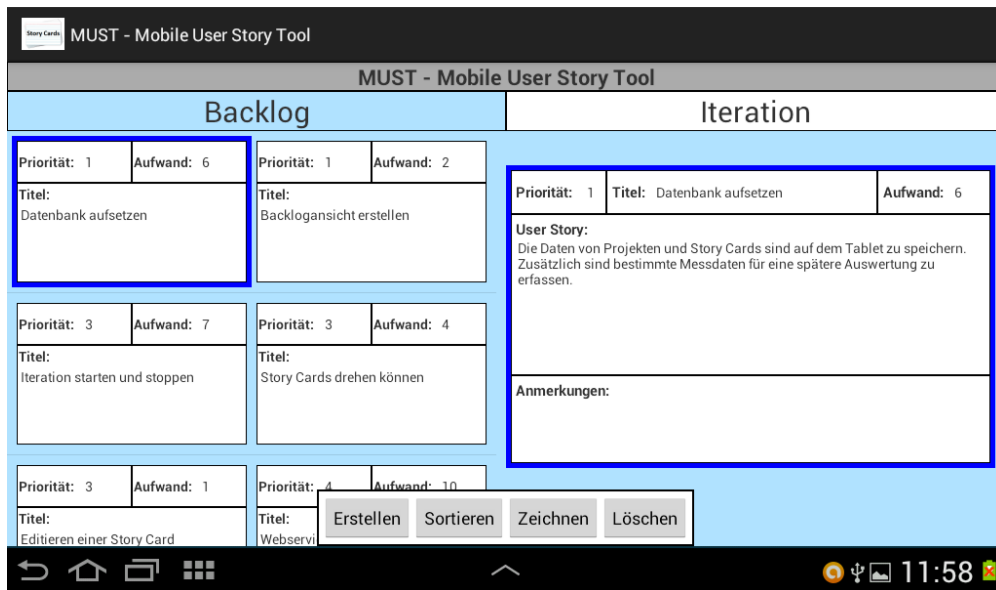 Story Cards
MUST - Mobile User Story Tool
MUST - Mobile User Story Tool
Backlog
Iteration
Priorität: 1 Aufwand: 6
Titel:
Datenbank aufsetzen
Priorität: 1 Aufwand: 2
Titel:
Backlogansicht erstellen
Priorität: 3 Aufwand: 7
Titel:
Iteration starten und stoppen
Priorität: 3 Aufwand: 4
Titel:
Story Cards drehen können
Priorität: 3 Aufwand: 1
Titel:
Editieren einer Story Card
Priorität: 4 Aufwand: 10
Titel:
Webservi
Priorität: 1 Titel: Datenbank aufsetzen Aufwand: 6
User Story:
Die Daten von Projekten und Story Cards sind auf dem Tablet zu speichern.
Zusätzlich sind bestimmte Messdaten für eine spätere Auswertung zu
erfassen.
Anmerkungen:
Erstellen Sortieren Zeichnen Löschen
11:58